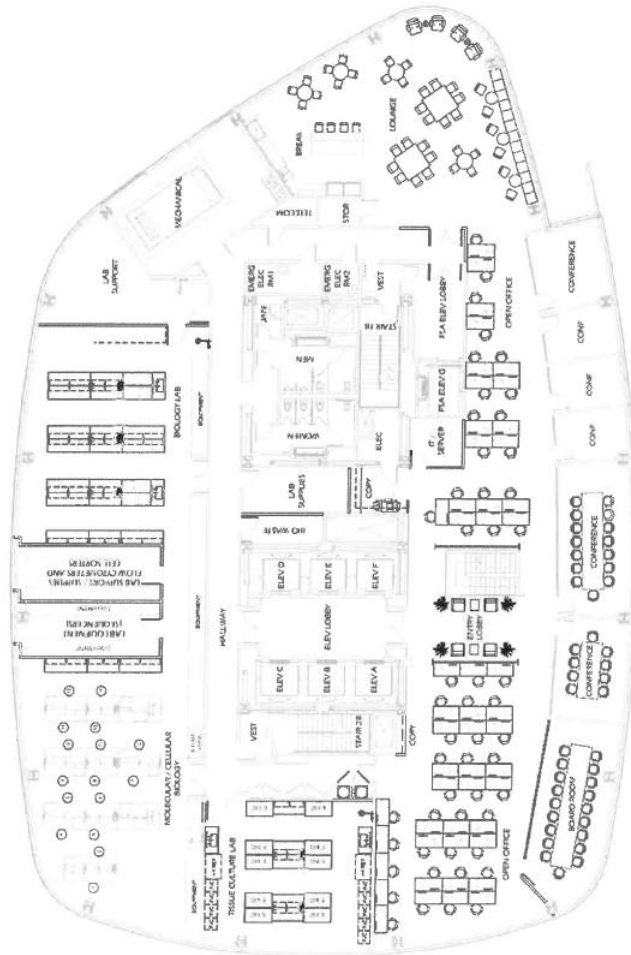 MECHANICAL
LAB
SUPPORT
BREAK
LOUNGE
TELECOM
STOR
EMERG
ELEC
RM1
EMERG
ELEC
RM2
VEST
JAN
MEN
WOMEN
STAIR 1B
ELEC
FSA ELEV LOBBY
FSA ELEV G
IT /
SERVER
OPEN OFFICE
CONFERENCE
CONF
CONF
CONF
BIOLOGY LAB
EQUIPMENT
LAB
SUPPLIES
COPY
BIO WASTE
LAB SUPPORT / SUPPLIES
FLOW CYTOMETERS AND
CELL SORTERS
LAB EQUIPMENT
(SEQUENCERS)
EQUIPMENT
HALLWAY
ELEV D
ELEV E
ELEV F
ELEV LOBBY
ELEV C
ELEV B
ELEV A
ENTRY
LOBBY
CONFERENCE
CONFERENCE
MOLECULAR / CELLULAR
BIOLOGY
VEST
STAIR 2B
COPY
EQUIPMENT
TISSUE CULTURE LAB
OPEN OFFICE
BOARD ROOM